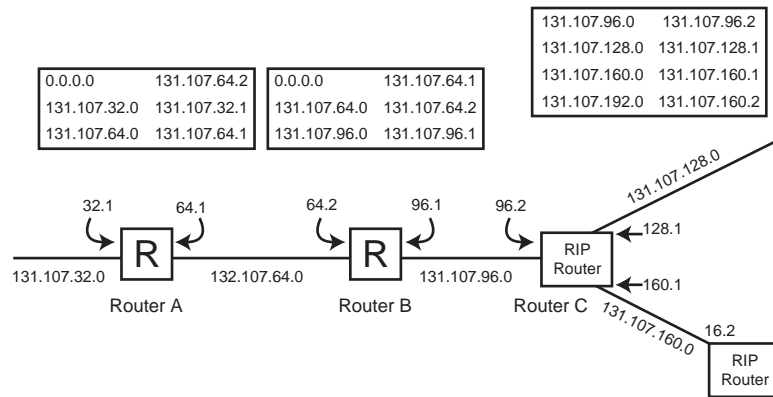 131.107.96.0 131.107.96.2
131.107.128.0 131.107.128.1
131.107.160.0 131.107.160.1
131.107.192.0 131.107.160.2
0.0.0.0 131.107.64.2
131.107.32.0 131.107.32.1
131.107.64.0 131.107.64.1
0.0.0.0 131.107.64.1
131.107.64.0 131.107.64.2
131.107.96.0 131.107.96.1
131.107.128.0
32.1
64.1
64.2
96.1
96.2
128.1
R
R
RIP
Router
160.1
131.107.32.0
132.107.64.0
131.107.96.0
Router A
Router B
Router C
131.107.160.0
16.2
RIP
Router